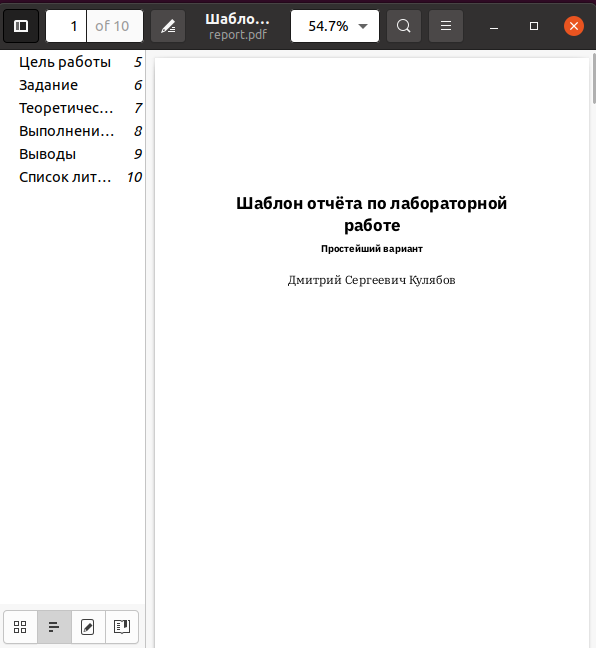 1 of 10
Шабло...
report.pdf
54.7%
Цель работы 5
Задание 6
Теоретичес... 7
Выполнени... 8
Выводы 9
Список лит... 10
Шаблон отчёта по лабораторной
работе
Простейший вариант
Дмитрий Сергеевич Кулябов